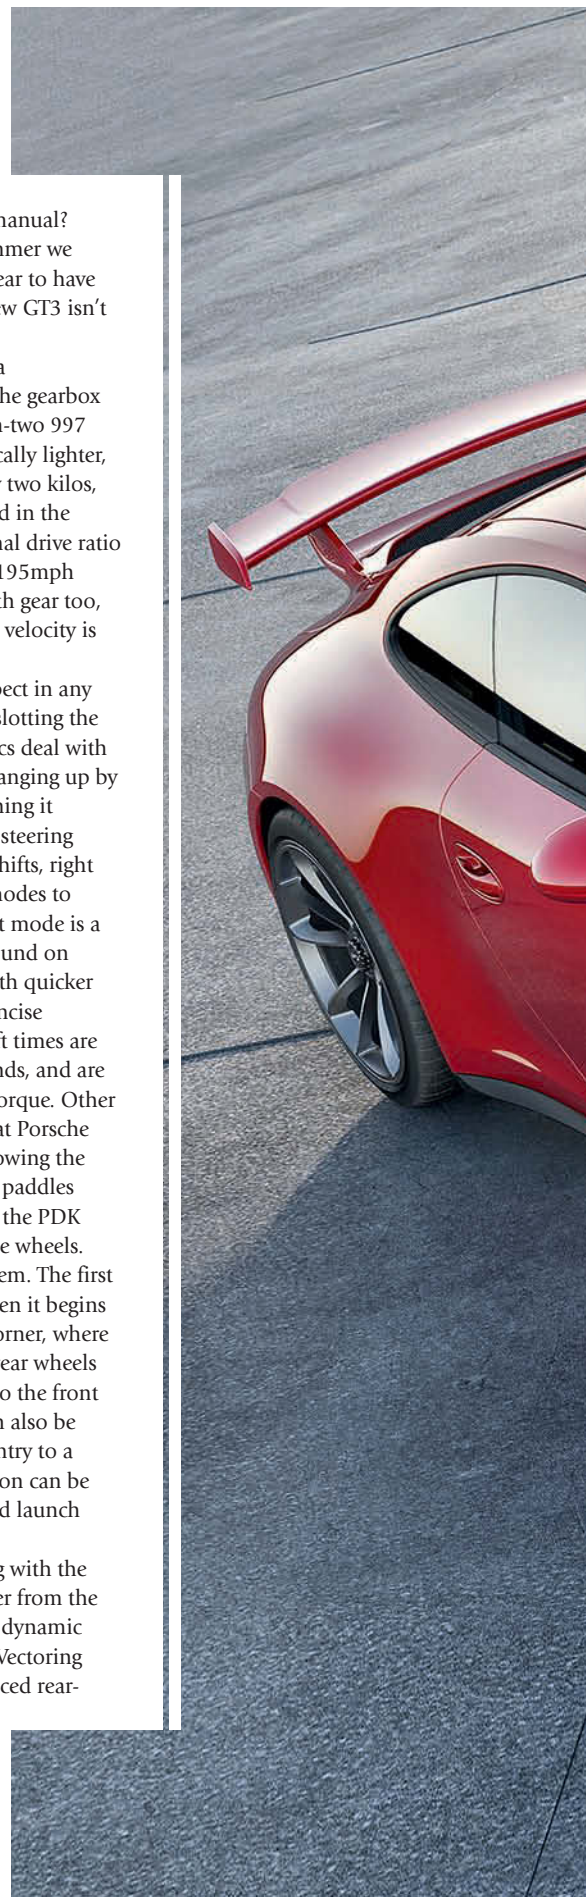 manual?
mmer we
ear to have
ew GT3 isn't
a
he gearbox
n-two 997
cally lighter,
y two kilos,
d in the
nal drive ratio
195mph
th gear too,
velocity is
pect in any
slotting the
cs deal with
anging up by
ning it
steering
hifts, right
modes to
t mode is a
und on
th quicker
ncise
ft times are
nds, and are
orque. Other
at Porsche
owing the
paddles
the PDK
e wheels.
em. The first
en it begins
orner, where
ear wheels
o the front
n also be
ntry to a
on can be
d launch
g with the
er from the
dynamic
Vectoring
ced rear-